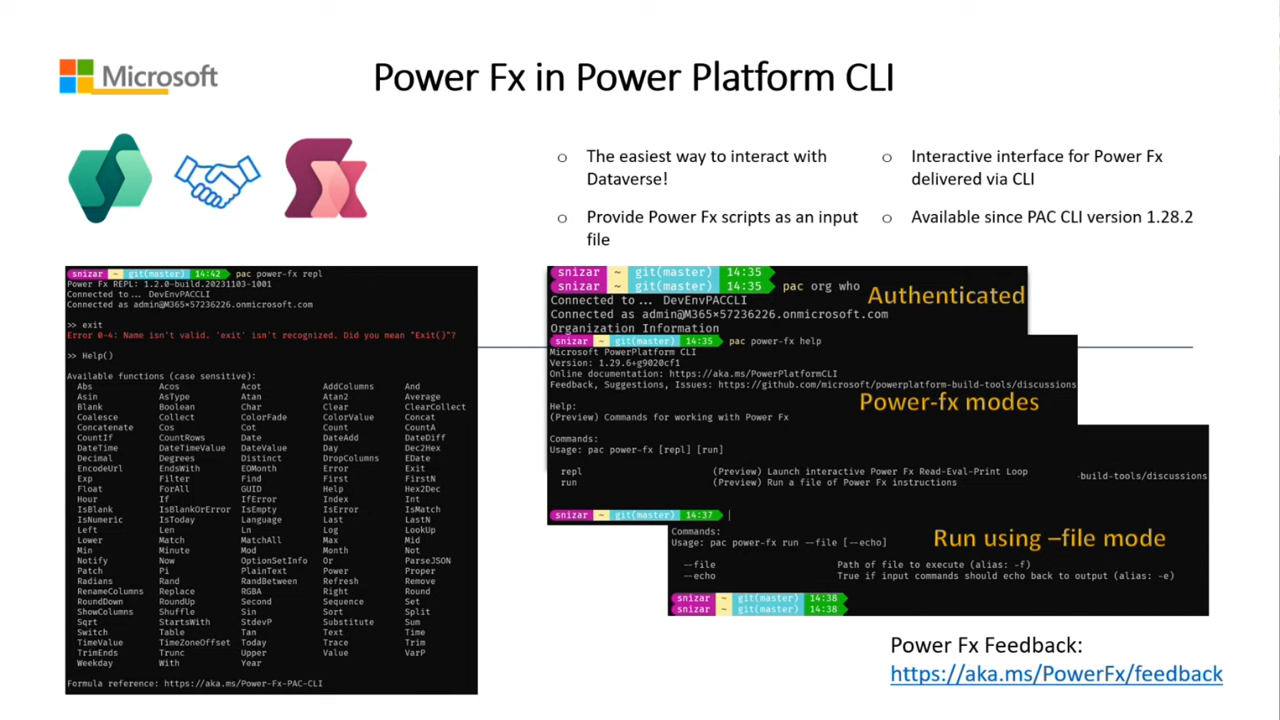 Microsoft
Power Fx in Power Platform CLI
o The easiest way to interact with
Dataverse!
o Provide Power Fx scripts as an input
file
o Interactive interface for Power Fx
delivered via CLI
o Available since PAC CLI version 1.28.2
snizar ~ git(master) 14:42 pac power-fx repl
Power Fx REPL: 1.2.0-build.20231103-1001
Connected to... DevEnvPACCLI
Connected as admin@M365×57236226.onmicrosoft.com
>> exit
Error 0-4: Name isn't valid. 'exit' isn't recognized. Did you mean "Exit()"?
>> Help()
Available functions (case sensitive):
Abs Acos Acot AddColumns And
Asin AsType Atan Atan2 Average
Blank Boolean Char Clear ClearCollect
Coalesce Collect ColorFade ColorValue Concat
Concatenate Cos Cot Count CountA
CountIf CountRows Date DateAdd DateDiff
DateTime DateTimeValue DateValue Day Dec2Hex
Decimal Degrees Distinct DropColumns EDate
EncodeUrl EndsWith EOMonth Error Exit
Exp Filter Find First FirstN
Float ForAll GUID Help Hex2Dec
Hour If IfError Index Int
IsBlank IsBlankOrError IsEmpty IsError IsMatch
IsNumeric IsToday Language Last LastN
Left Len Ln Log LookUp
Lower Match MatchAll Max Mid
Min Minute Mod Month Not
Notify Now OptionSetInfo Or ParseJSON
Patch Pi PlainText Power Proper
Radians Rand RandBetween Refresh Remove
RenameColumns Replace RGBA Right Round
RoundDown RoundUp Second Sequence Set
ShowColumns Shuffle Sin Sort Split
Sqrt StartsWith StdevP Substitute Sum
Switch Table Tan Text Time
TimeValue TimeZoneOffset Today Trace Trim
TrimEnds Trunc Upper Value VarP
Weekday With Year
Formula reference: https://aka.ms/Power-Fx-PAC-CLI
snizar ~ git(master) 14:35
snizar ~ git(master) 14:35 pac org who
Connected to... DevEnvPACCLI
Authenticated
Connected as admin@M365×57236226.onmicrosoft.com
Organization Information
snizar ~ git(master) 14:35 pac power-fx help
Microsoft PowerPlatform CLI
Version: 1.29.6+g9020cf1
Online documentation: https://aka.ms/PowerPlatformCLI
Feedback, Suggestions, Issues: https://github.com/microsoft/powerplatform-build-tools/discussions
Power-fx modes
Help:
(Preview) Commands for working with Power Fx
Commands:
Usage: pac power-fx [repl] [run]
repl (Preview) Launch interactive Power Fx Read-Eval-Print Loop
run (Preview) Run a file of Power Fx instructions
-build-tools/discussions
snizar ~ git(master) 14:37
Commands:
Usage: pac power-fx run --file [--echo]
Run using –file mode
--file Path of file to execute (alias: -f)
--echo True if input commands should echo back to output (alias: -e)
snizar ~ git(master) 14:38
snizar ~ git(master) 14:38
Power Fx Feedback:
https://aka.ms/PowerFx/feedback